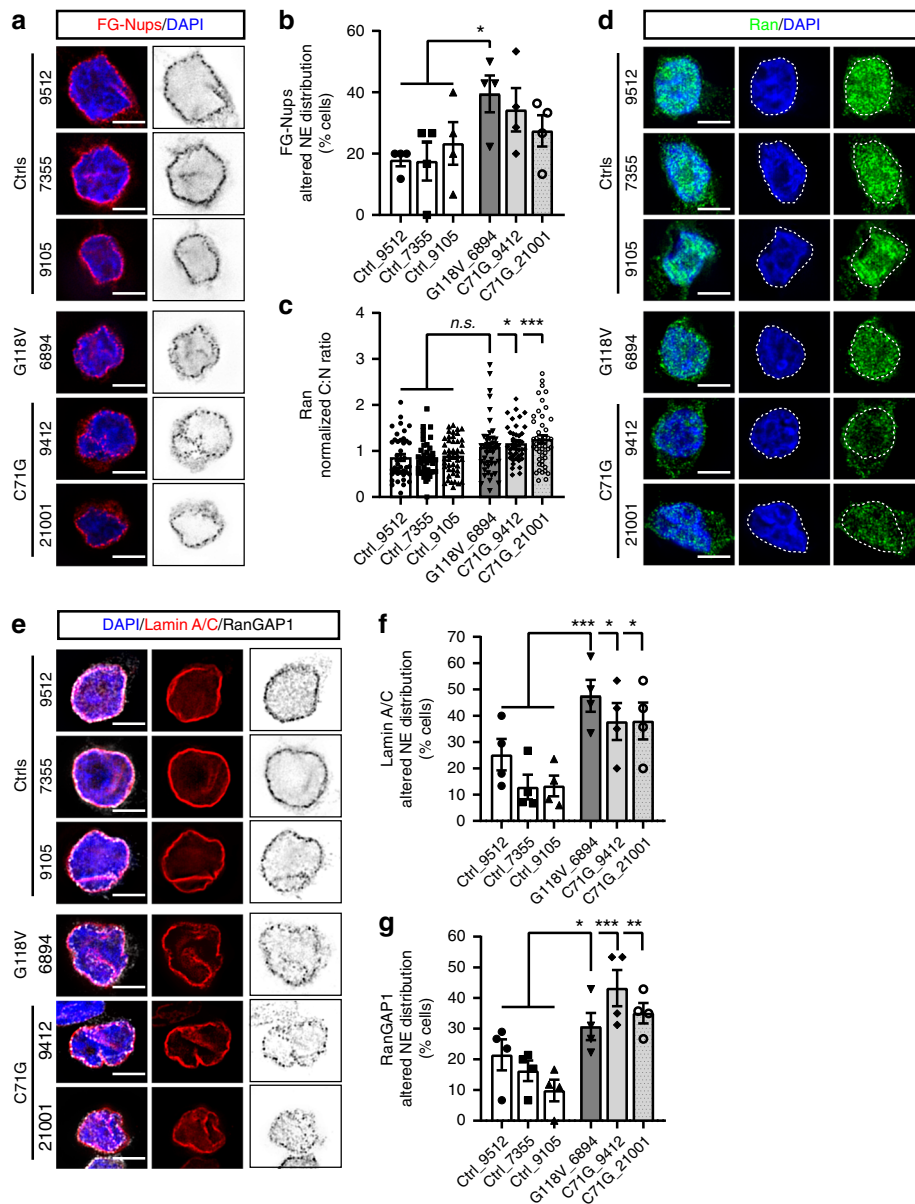 a
FG-Nups/DAPI
Ctrls
9512
7355
9105
G118V
6894
C71G
9412
21001
b
FG-Nups
altered NE distribution
(% cells)
60
40
20
0
*
Ctrl_9512
Ctrl_7355
Ctrl_9105
G118V_6894
C71G_9412
C71G_21001
c
Ran
normalized C:N ratio
4
3
2
1
0
n.s.
*
***
Ctrl_9512
Ctrl_7355
Ctrl_9105
G118V_6894
C71G_9412
C71G_21001
d
Ran/DAPI
Ctrls
9512
7355
9105
G118V
6894
C71G
9412
21001
e
DAPI/Lamin A/C/RanGAP1
Ctrls
9512
7355
9105
G118V
6894
C71G
9412
21001
f
Lamin A/C
altered NE distribution
(% cells)
70
60
50
40
30
20
10
0
***
*
*
Ctrl_9512
Ctrl_7355
Ctrl_9105
G118V_6894
C71G_9412
C71G_21001
g
RanGAP1
altered NE distribution
(% cells)
60
50
40
30
20
10
0
*
***
**
Ctrl_9512
Ctrl_7355
Ctrl_9105
G118V_6894
C71G_9412
C71G_21001